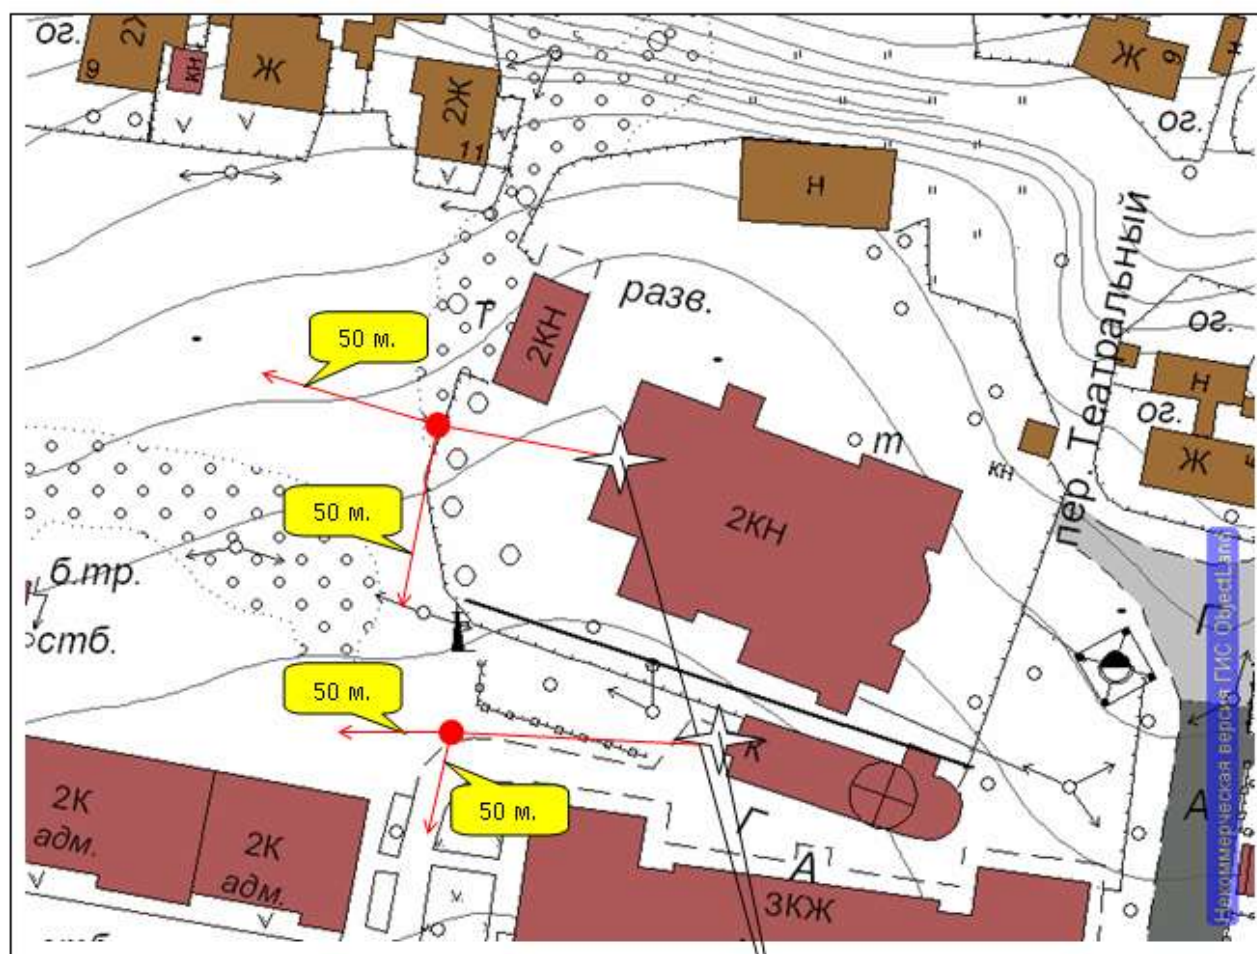 ог.
2Ж
9
кн
Ж
2Ж
11
Ж
9
н
ог.
Н
Т
2КН
разв.
50 м.
50 м.
50 м.
50 м.
пер. Театральный
ог.
Н
ог.
Ж
т
кн
2КН
б.тр.
стб.
Г
к
Г
А
А
2К
адм.
2К
адм.
3КЖ
Некоммерческая версия ГИС ObjectLand